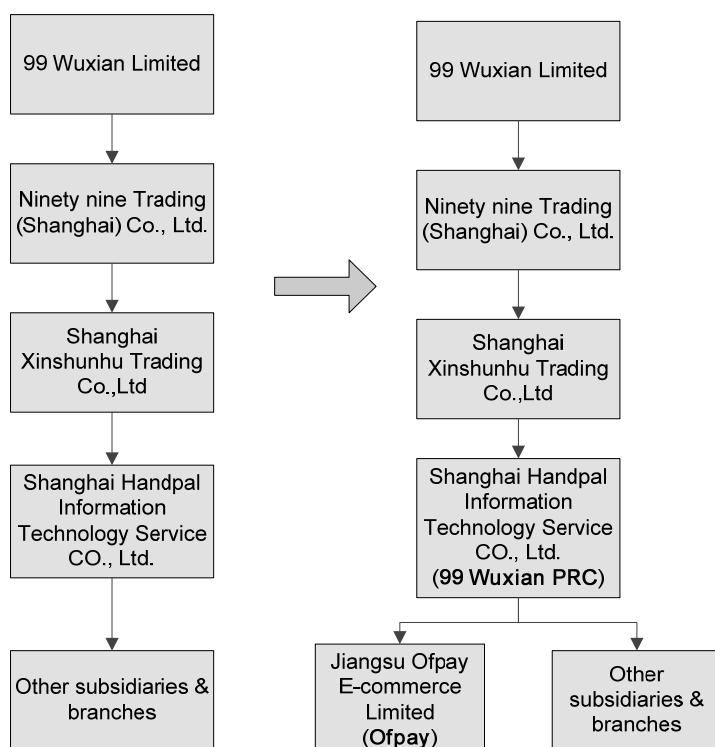 99 Wuxian Limited
Ninety nine Trading
(Shanghai) Co., Ltd.
Shanghai
Xinshunhu Trading
Co.,Ltd
Shanghai Handpal
Information
Technology Service
CO., Ltd.
Other subsidiaries &
branches
99 Wuxian Limited
Ninety nine Trading
(Shanghai) Co., Ltd.
Shanghai
Xinshunhu Trading
Co.,Ltd
Shanghai Handpal
Information
Technology Service
CO., Ltd.
(99 Wuxian PRC)
Jiangsu Ofpay
E-commerce
Limited
(Ofpay)
Other
subsidiaries &
branches